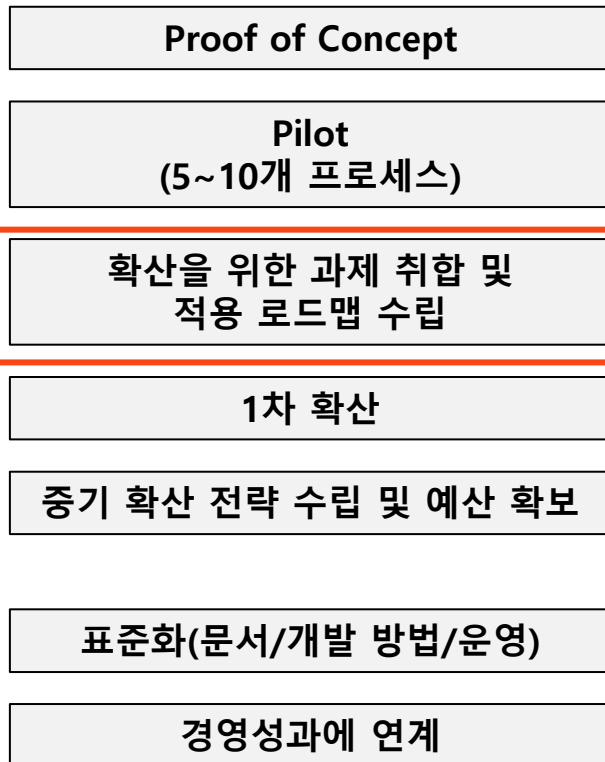 Proof of Concept
Pilot
(5~10개 프로세스)
확산을 위한 과제 취합 및
적용 로드맵 수립
1차 확산
중기 확산 전략 수립 및 예산 확보
표준화(문서/개발 방법/운영)
경영성과에 연계